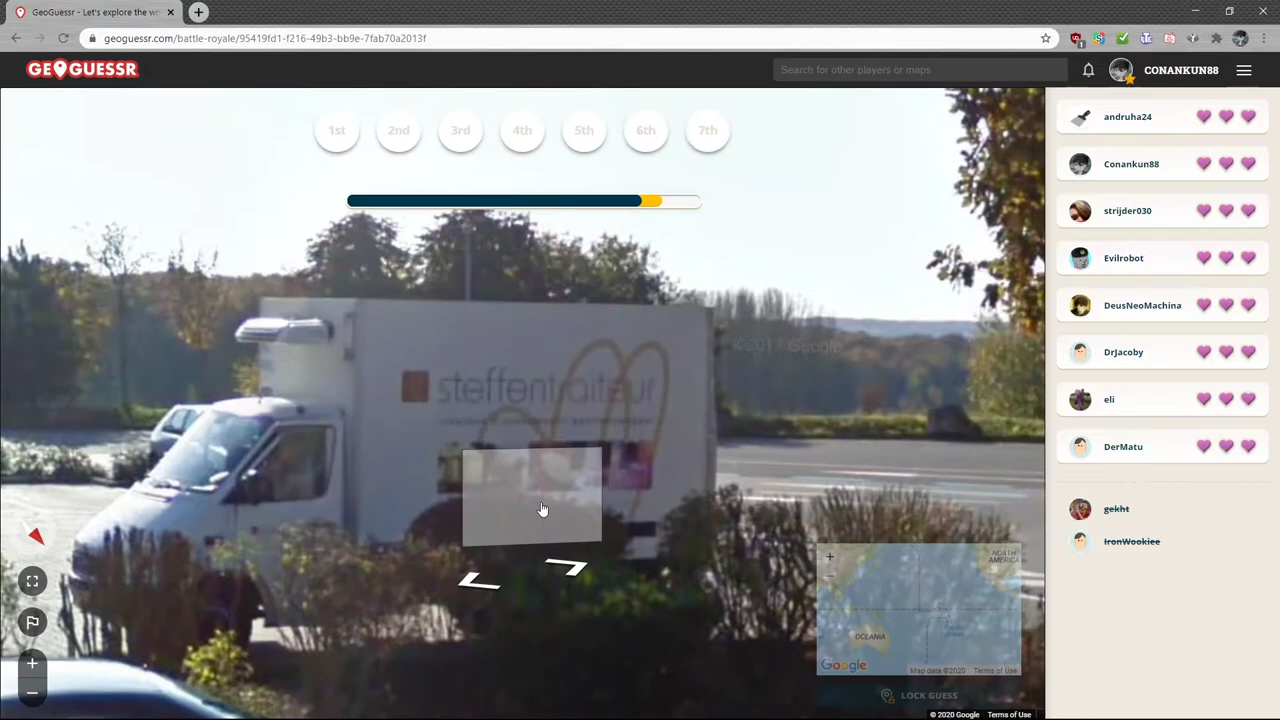 GeoGuessr - Let's explore the wo
geoguessr.com/battle-royale/95419fd1-f216-49b3-bb9e-7fab70a2013f
GEOGUESSR
Search for other players or maps
CONANKUN88
1st 2nd 3rd 4th 5th 6th 7th
andruha24
Conankun88
strijder030
Evilrobot
DeusNeoMachina
DrJacoby
eli
DerMatu
gekht
IronWookiee
steffentraiteur
Google
NORTH
AMERICA
OCEANIA
Google
Map data ©2020 Terms of Use
LOCK GUESS
© 2020 Google Terms of Use